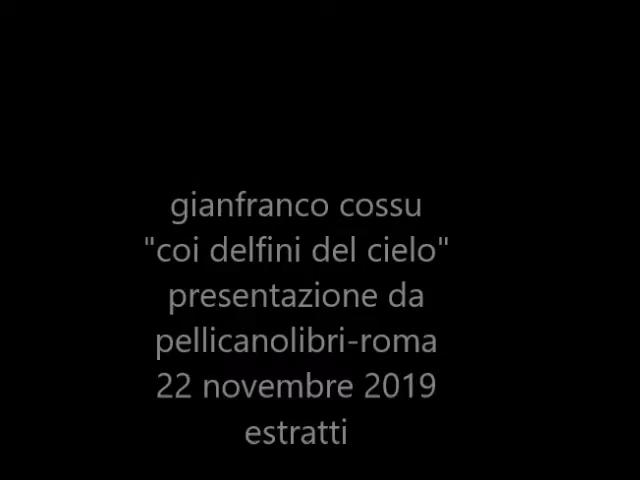 gianfranco cossu
"coi delfini del cielo"
presentazione da
pellicanolibri-roma
22 novembre 2019
estratti